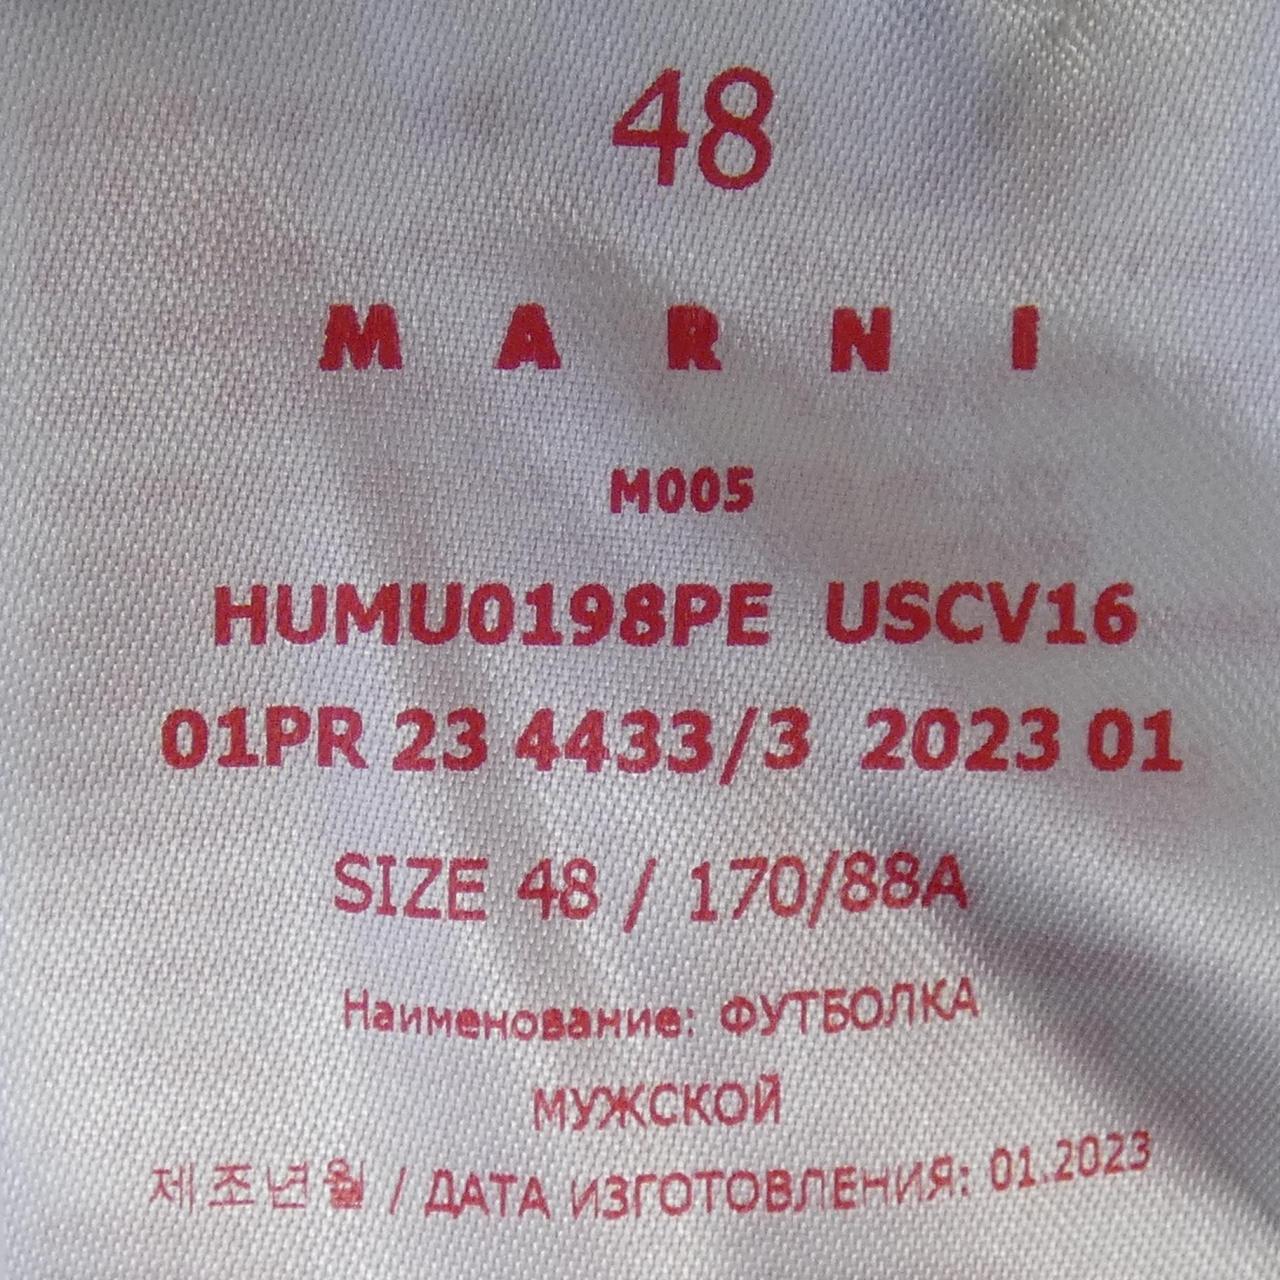 48
MARNI
M005
HUMU0198PE USCV16
01PR 23 4433/3 2023 01
SIZE 48 / 170/88A
Наименование: ФУТБОЛКА
МУЖСКОЙ
제조년월 / ДАТА ИЗГОТОВЛЕНИЯ: 01.2023